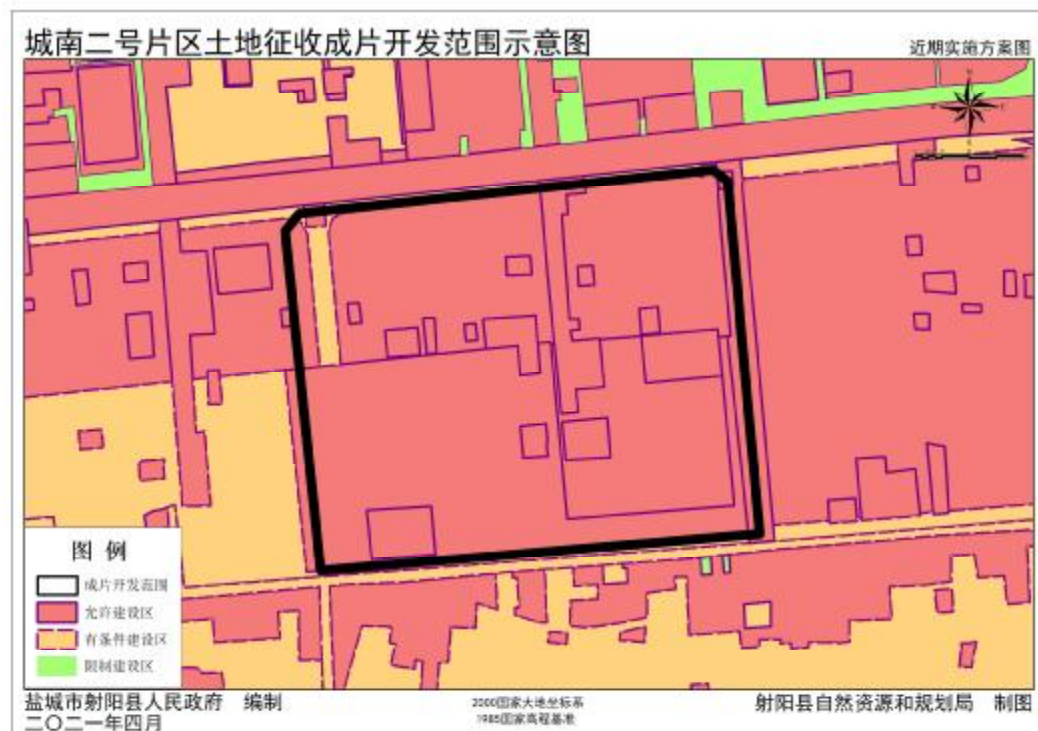 城南二号片区土地征收成片开发范围示意图
近期实施方案图
图 例
成片开发范围
允许建设区
有条件建设区
限制建设区
盐城市射阳县人民政府 编制
二〇二一年四月
2000国家大地坐标系
1985国家高程基准
射阳县自然资源和规划局 制图